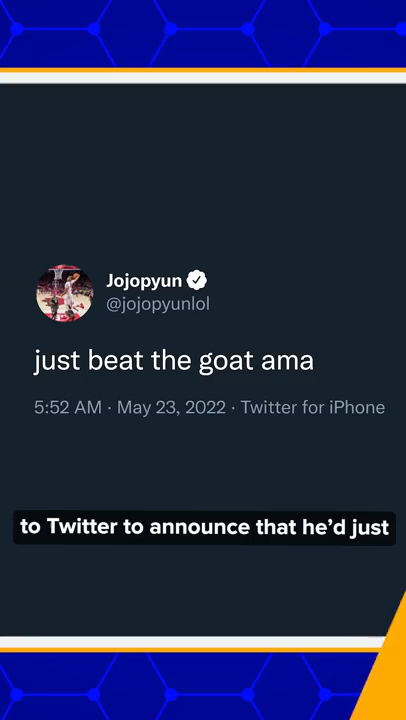 Jojopyun
@jojopyunlol
just beat the goat ama
5:52 AM · May 23, 2022 · Twitter for iPhone
to Twitter to announce that he’d just